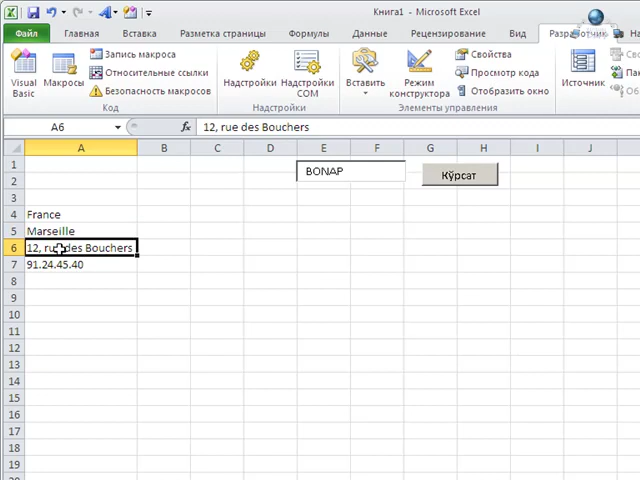 Книга1 - Microsoft Excel
Файл Главная Вставка Разметка страницы Формулы Данные Рецензирование Вид
Visual Basic
Макросы
Запись макроса
Относительные ссылки
Безопасность макросов
Код
Надстройки
Надстройки COM
Надстройки
Вставить
Режим конструктора
Свойства
Просмотр кода
Отобразить окно
Элементы управления
Источник
A6 fx 12, rue des Bouchers
A B C D E F G H I J
1 BONAP Кўрсат
2
3
4 France
5 Marseille
6 12, rue des Bouchers
7 91.24.45.40
8
9
10
11
12
13
14
15
16
17
18
19